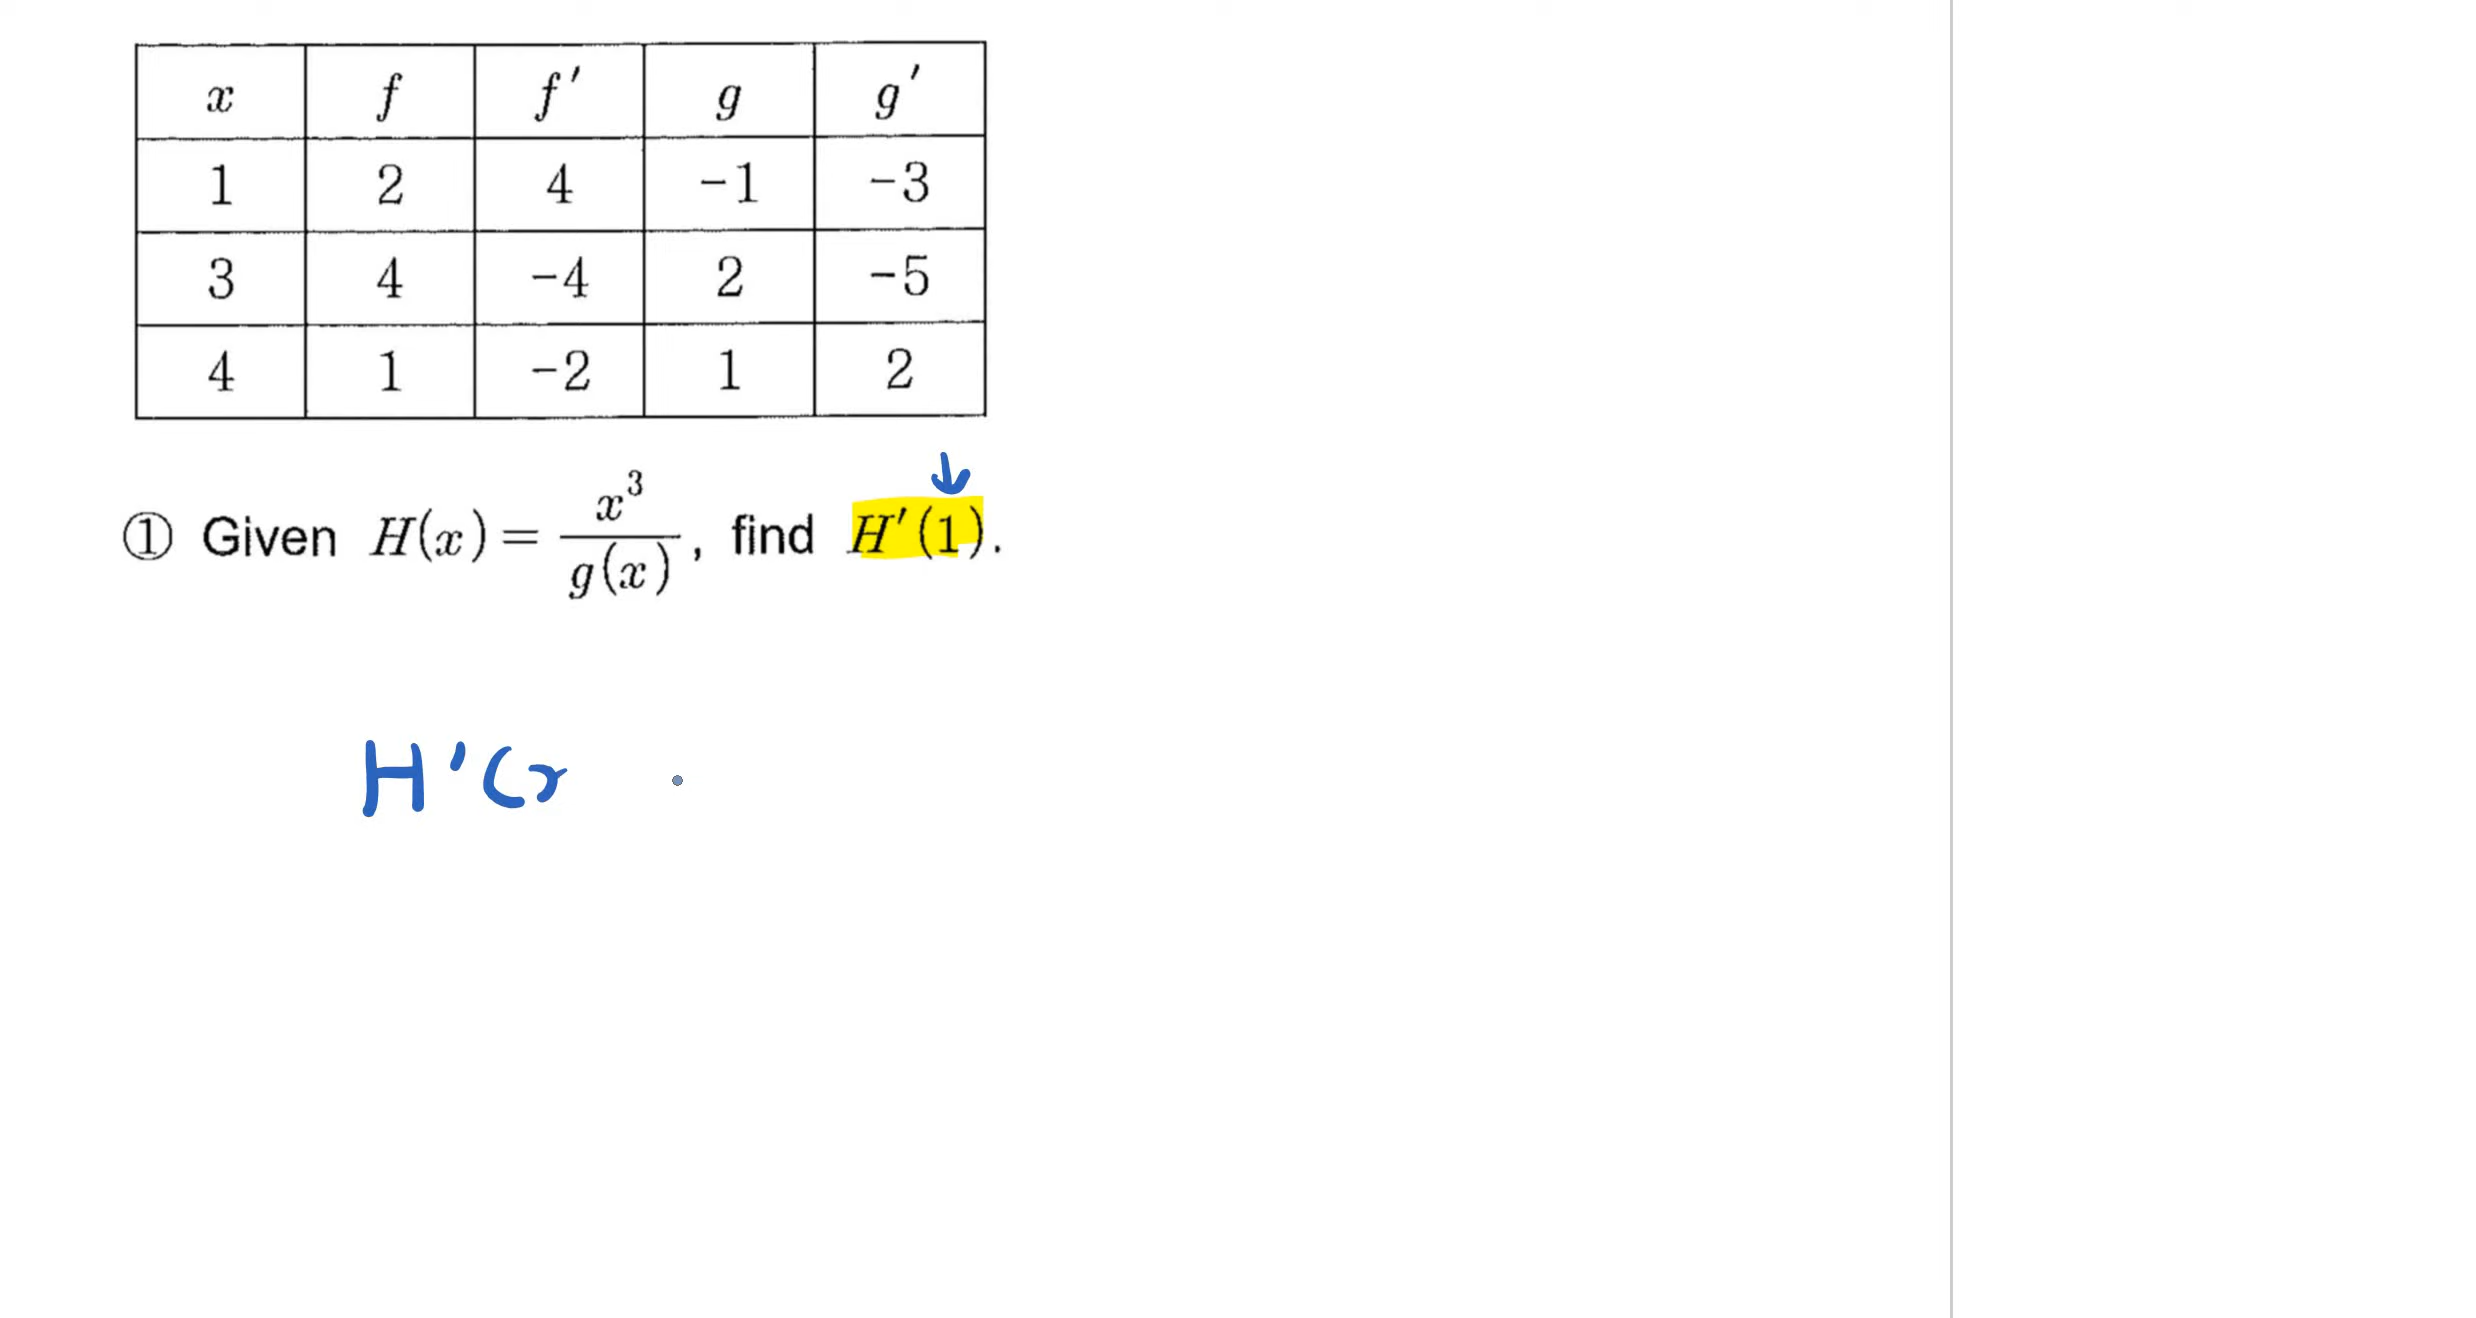 x f f′ g g′
1 2 4 -1 -3
3 4 -4 2 -5
4 1 -2 1 2
① Given H(x) = x³/g(x), find H′(1).
H'(x